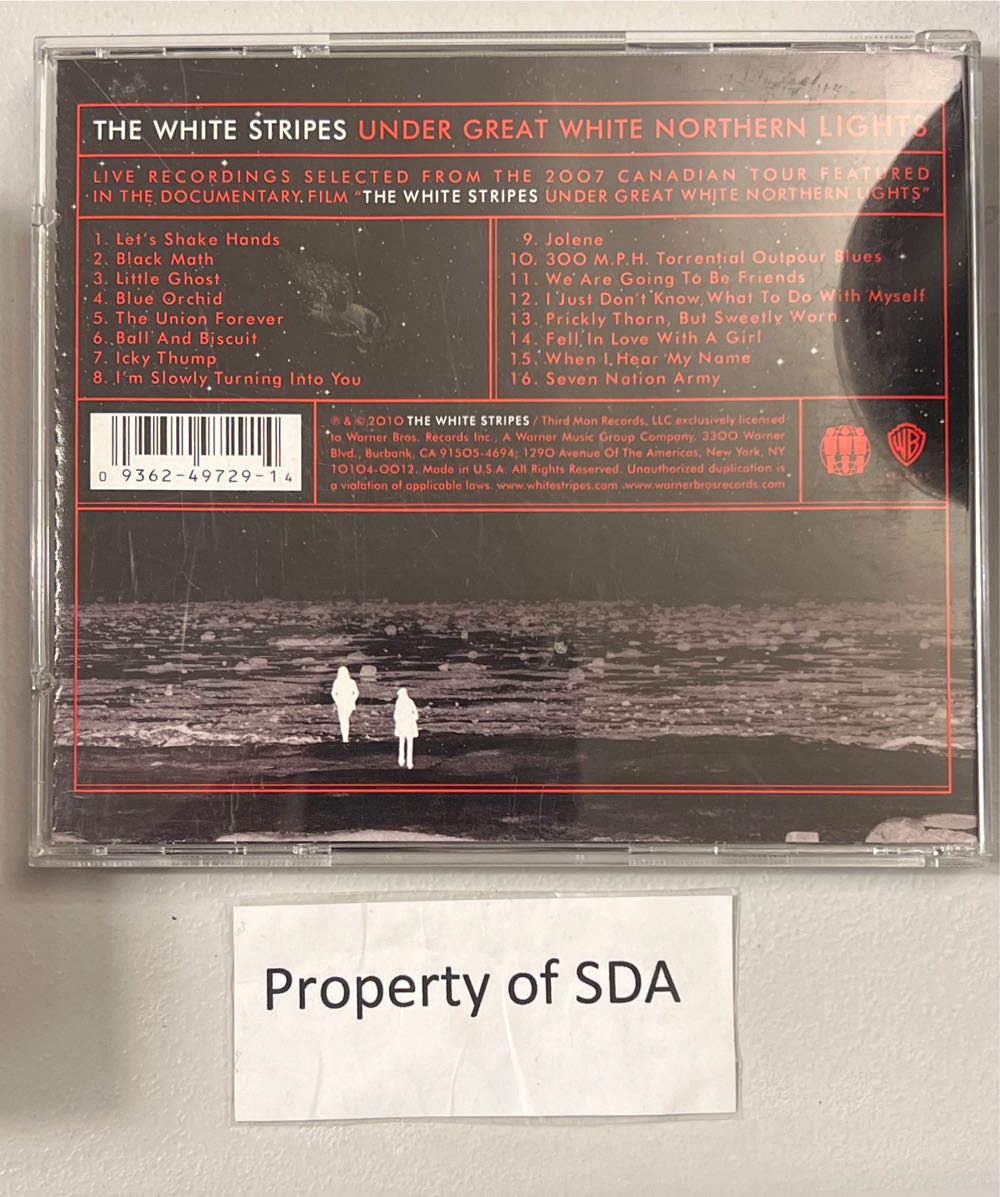 THE WHITE STRIPES UNDER GREAT WHITE NORTHERN LIGHTS
LIVE RECORDINGS SELECTED FROM THE 2007 CANADIAN TOUR FEATURED
IN THE DOCUMENTARY FILM "THE WHITE STRIPES UNDER GREAT WHITE NORTHERN LIGHTS"
1. Let's Shake Hands
2. Black Math
3. Little Ghost
4. Blue Orchid
5. The Union Forever
6. Ball And Biscuit
7. Icky Thump
8. I'm Slowly Turning Into You
9. Jolene
10. 300 M.P.H. Torrential Outpour Blues
11. We Are Going To Be Friends
12. I Just Don't Know What To Do With Myself
13. Prickly Thorn, But Sweetly Worn
14. Fell In Love With A Girl
15. When I Hear My Name
16. Seven Nation Army
0 9362-49729-1 4
℗ & © 2010 THE WHITE STRIPES / Third Man Records, LLC exclusively licensed
to Warner Bros. Records Inc., A Warner Music Group Company, 3300 Warner
Blvd., Burbank, CA 91505-4694; 1290 Avenue Of The Americas, New York, NY
10104-0012. Made in U.S.A. All Rights Reserved. Unauthorized duplication is
a violation of applicable laws. www.whitestripes.com .www.warnerbrosrecords.com
WB
Property of SDA